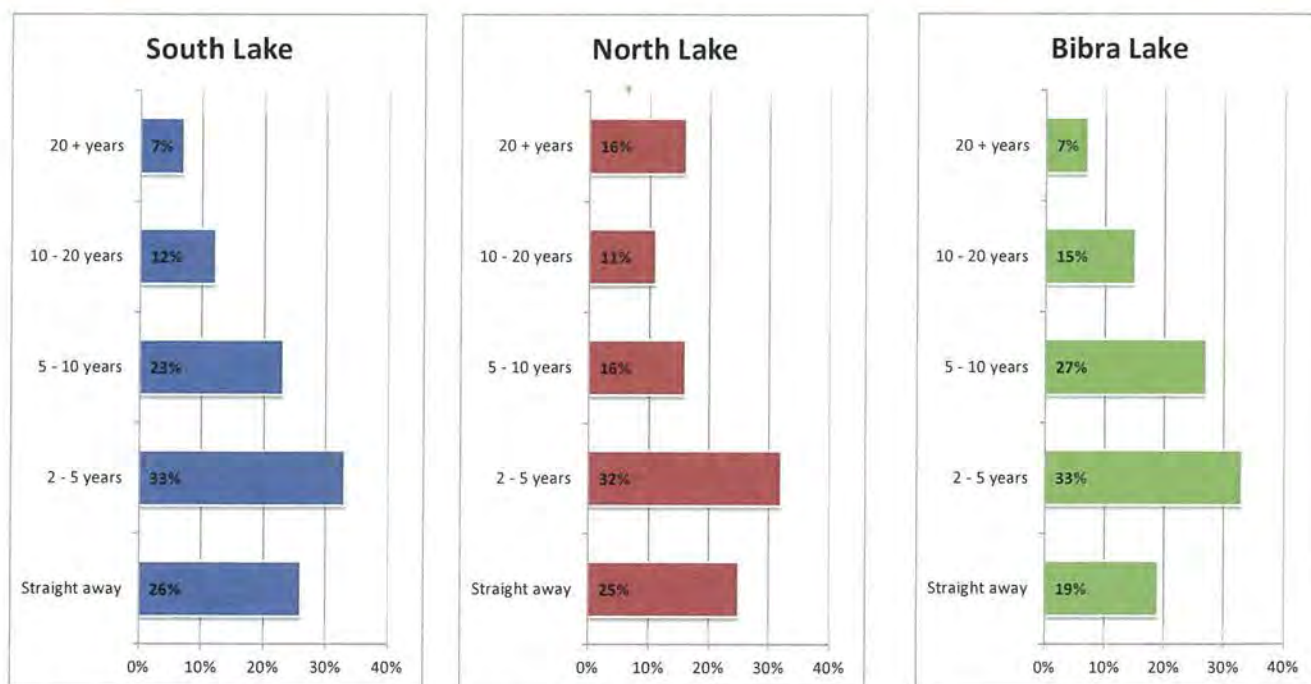 South Lake
20 + years
7%
10 - 20 years
12%
5 - 10 years
23%
2 - 5 years
33%
Straight away
26%
0% 10% 20% 30% 40%
North Lake
20 + years
16%
10 - 20 years
11%
5 - 10 years
16%
2 - 5 years
32%
Straight away
25%
0% 10% 20% 30% 40%
Bibra Lake
20 + years
7%
10 - 20 years
15%
5 - 10 years
27%
2 - 5 years
33%
Straight away
19%
0% 10% 20% 30% 40%